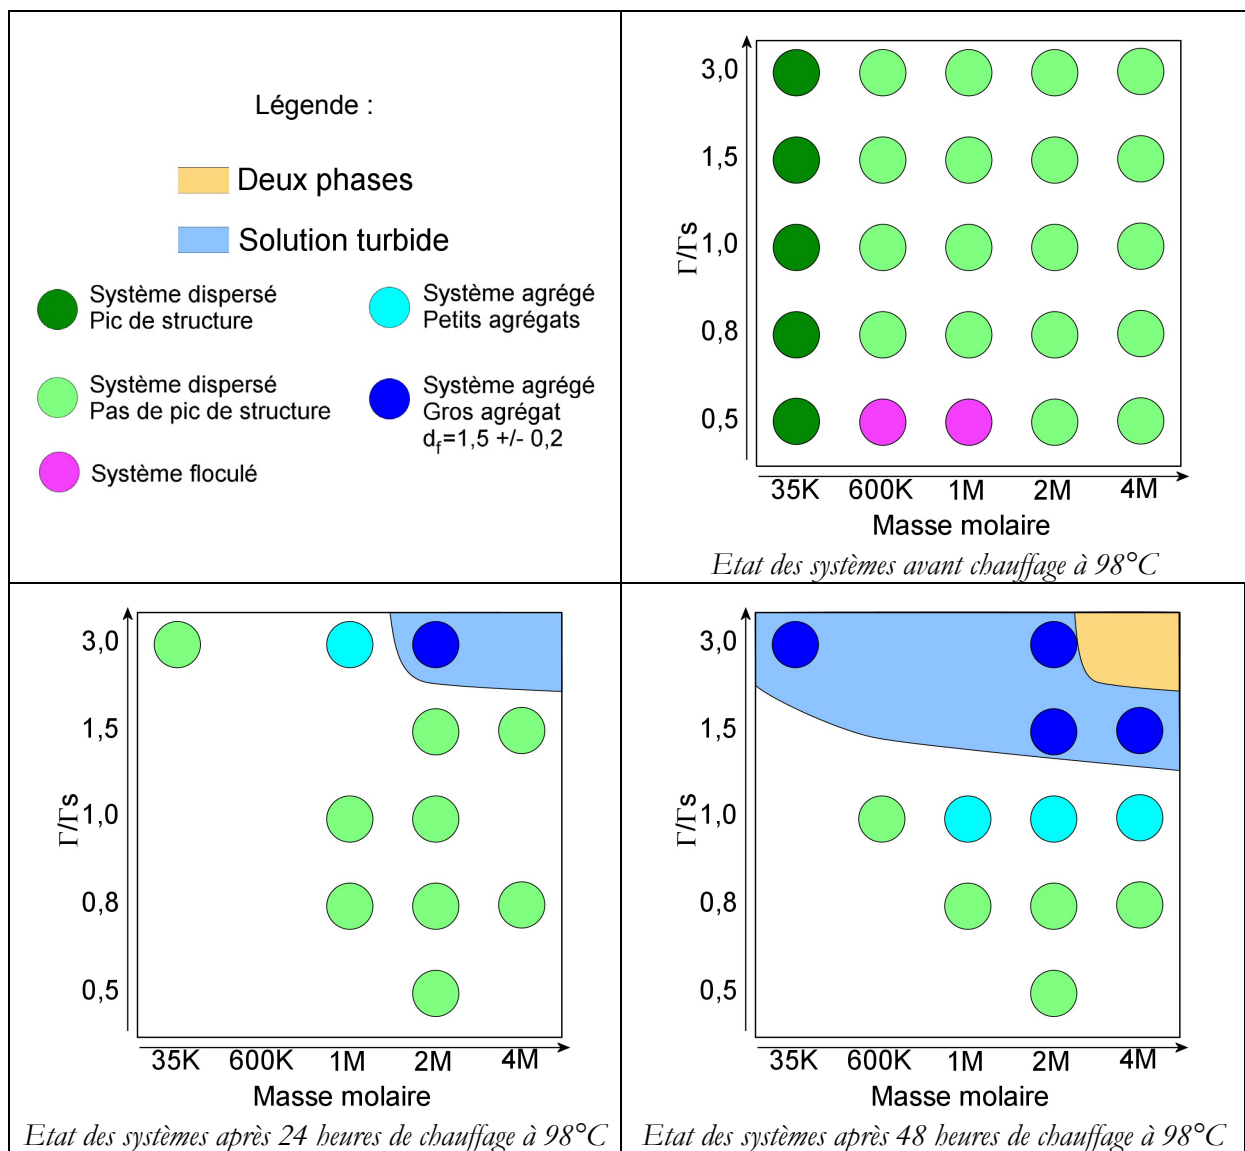 Légende :
Deux phases
Solution turbide
Système dispersé
Pic de structure
Système agrégé
Petits agrégats
Système dispersé
Pas de pic de structure
Système agrégé
Gros agrégat
df=1,5 +/- 0,2
Système floculé
3,0
1,5
1,0
0,8
0,5
Γ/Γs
35K 600K 1M 2M 4M
Masse molaire
Etat des systèmes avant chauffage à 98°C
3,0
1,5
1,0
0,8
0,5
Γ/Γs
35K 600K 1M 2M 4M
Masse molaire
Etat des systèmes après 24 heures de chauffage à 98°C
3,0
1,5
1,0
0,8
0,5
Γ/Γs
35K 600K 1M 2M 4M
Masse molaire
Etat des systèmes après 48 heures de chauffage à 98°C